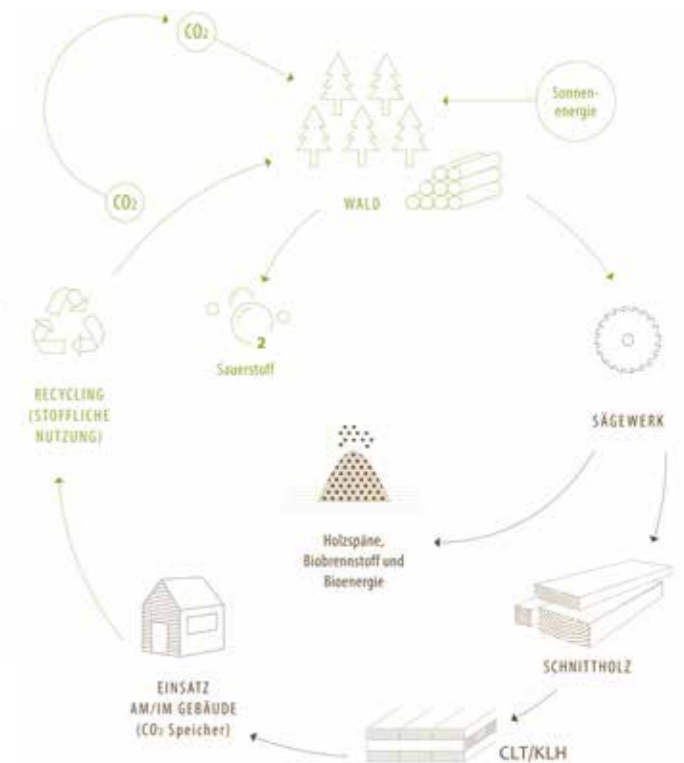 CO₂
Sonnen-
energie
CO₂
WALD
2
Sauerstoff
RECYCLING
(STOFFLICHE
NUTZUNG)
SÄGEWERK
Holzspäne,
Biobrennstoff und
Bioenergie
SCHNITTHOLZ
EINSATZ
AM/IM GEBÄUDE
(CO₂ Speicher)
CLT/KLH